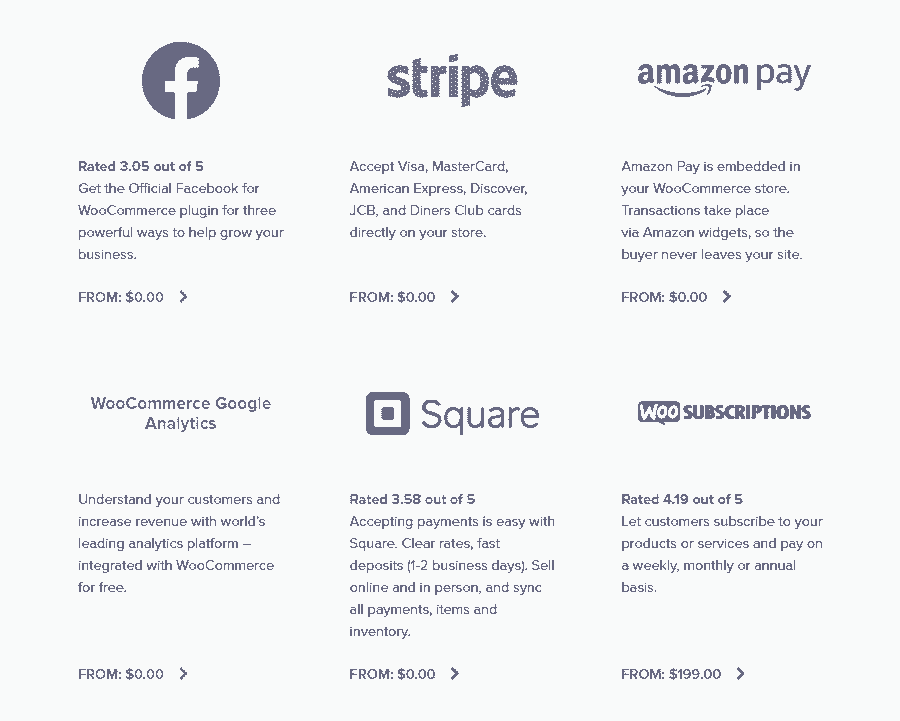 stripe
amazon pay
Rated 3.05 out of 5
Get the Official Facebook for
WooCommerce plugin for three
powerful ways to help grow your
business.
FROM: $0.00
Accept Visa, MasterCard,
American Express, Discover,
JCB, and Diners Club cards
directly on your store.
FROM: $0.00
Amazon Pay is embedded in
your WooCommerce store.
Transactions take place
via Amazon widgets, so the
buyer never leaves your site.
FROM: $0.00
WooCommerce Google
Analytics
Square
WOO SUBSCRIPTIONS
Understand your customers and
increase revenue with world's
leading analytics platform –
integrated with WooCommerce
for free.
FROM: $0.00
Rated 3.58 out of 5
Accepting payments is easy with
Square. Clear rates, fast
deposits (1-2 business days). Sell
online and in person, and sync
all payments, items and
inventory.
FROM: $0.00
Rated 4.19 out of 5
Let customers subscribe to your
products or services and pay on
a weekly, monthly or annual
basis.
FROM: $199.00